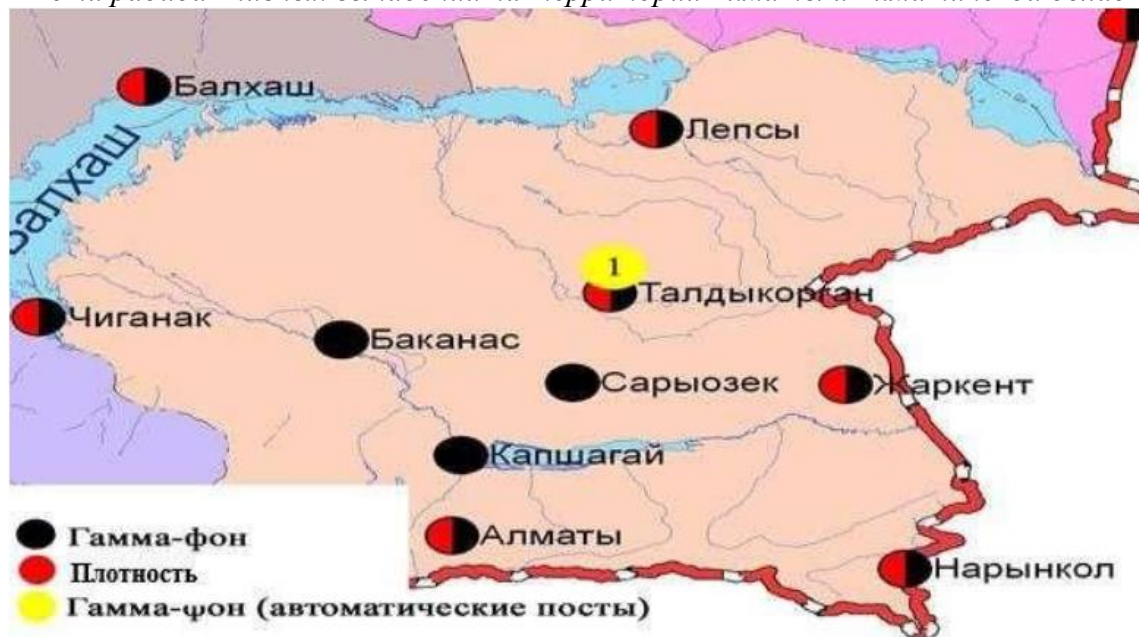 Балхаш
Лепсы
Балхаш
1
Талдыкорган
Чиганак
Баканас
Сарыозек
Жаркент
Капшагай
Алматы
Нарынкол
Гамма-фон
Плотность
Гамма-фон (автоматические посты)